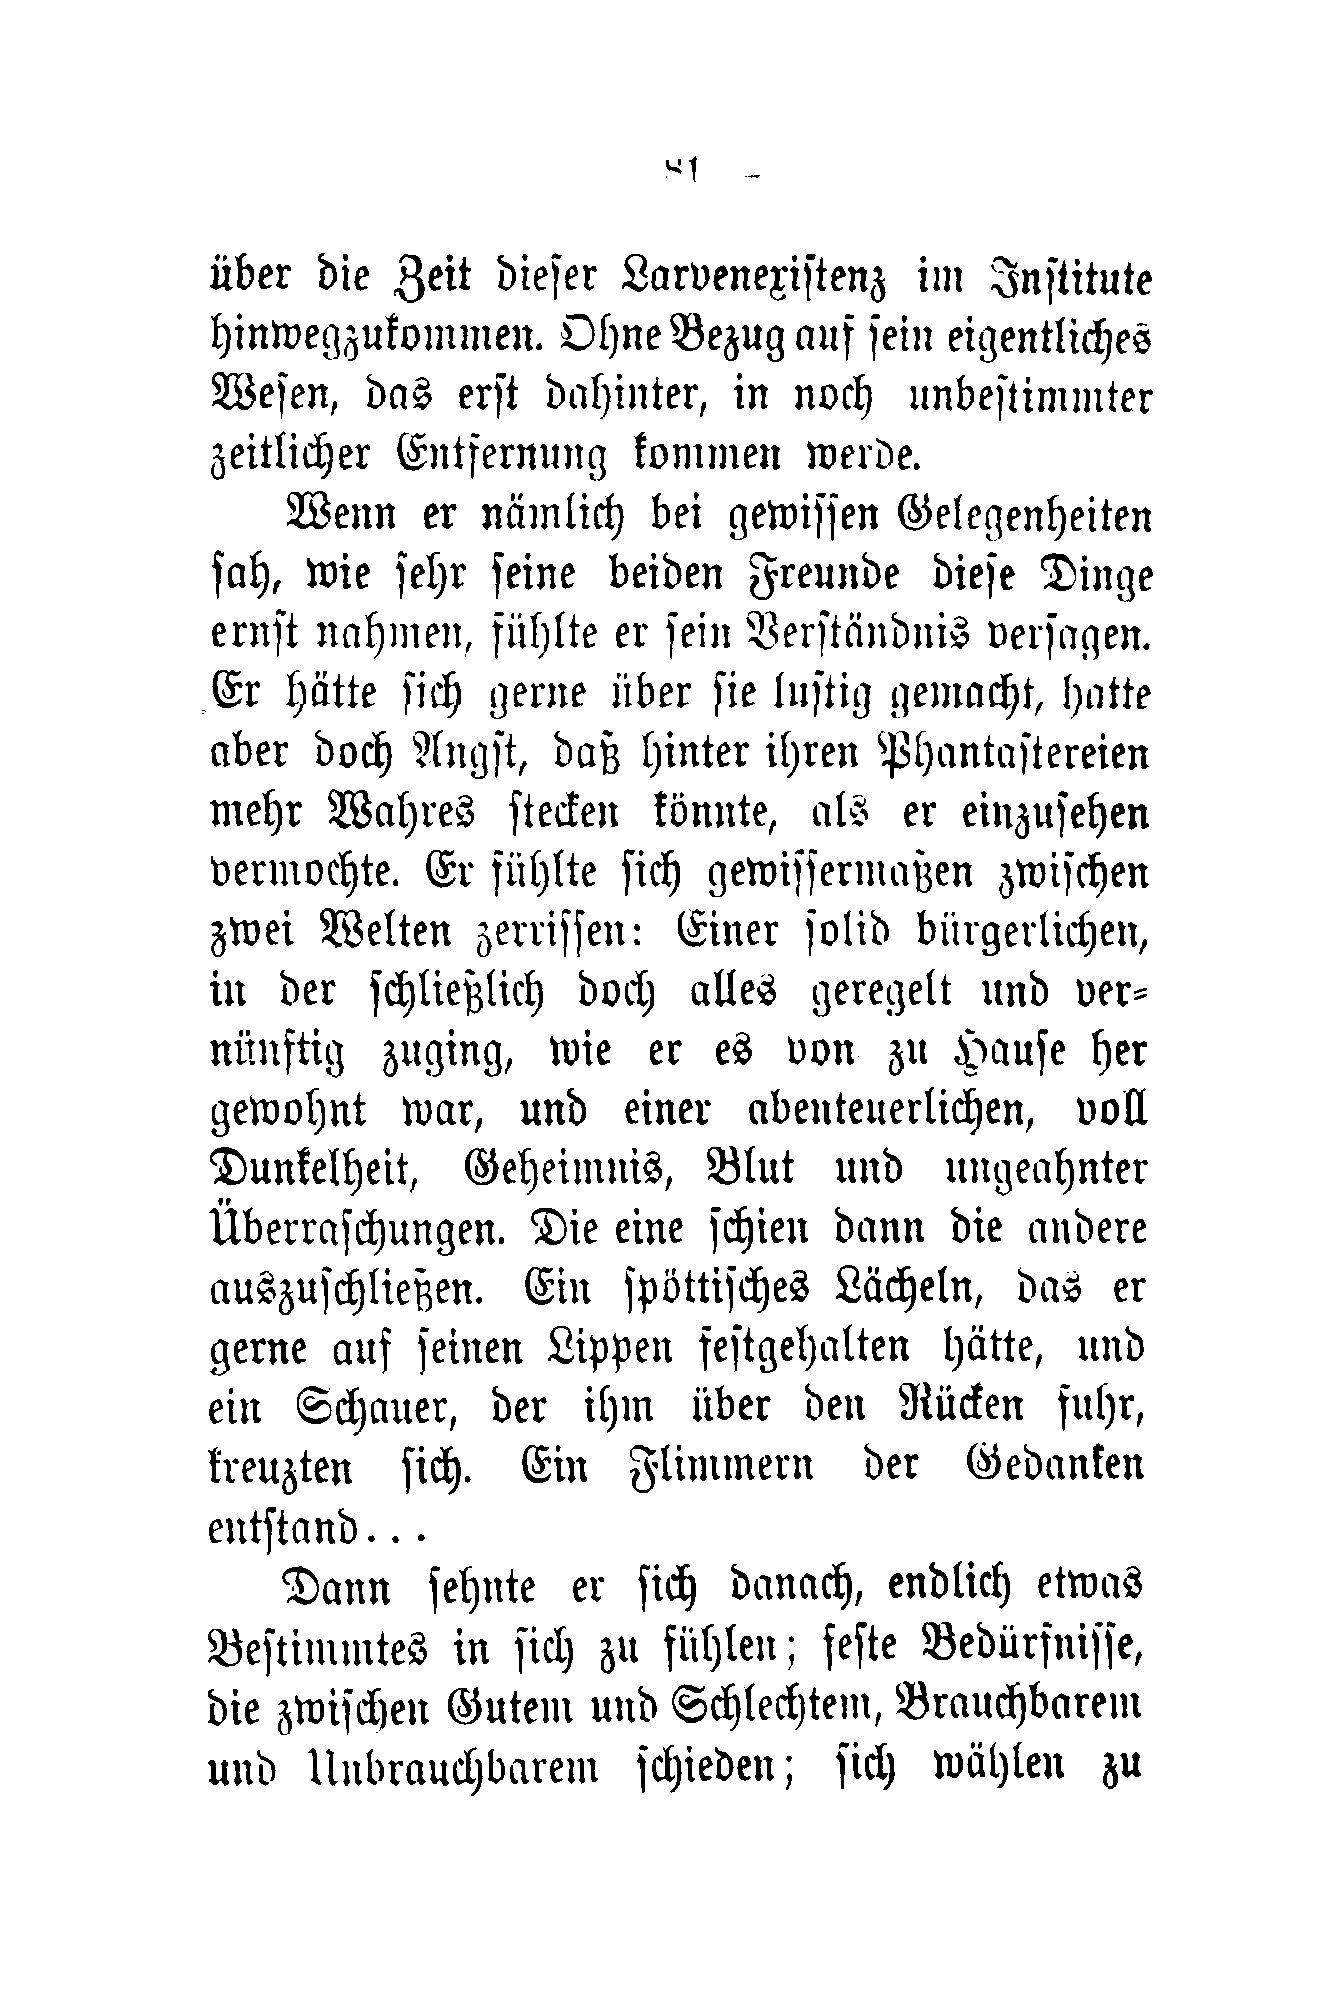 81 –
über die Zeit dieser Larvenexistenz im Institute
hinwegzukommen. Ohne Bezug auf sein eigentliches
Wesen, das erst dahinter, in noch unbestimmter
zeitlicher Entfernung kommen werde.
Wenn er nämlich bei gewissen Gelegenheiten
sah, wie sehr seine beiden Freunde diese Dinge
ernst nahmen, fühlte er sein Verständnis versagen.
Er hätte sich gerne über sie lustig gemacht, hatte
aber doch Angst, daß hinter ihren Phantastereien
mehr Wahres stecken könnte, als er einzusehen
vermochte. Er fühlte sich gewissermaßen zwischen
zwei Welten zerrissen: Einer solid bürgerlichen,
in der schließlich doch alles geregelt und ver-
nünftig zuging, wie er es von zu Hause her
gewohnt war, und einer abenteuerlichen, voll
Dunkelheit, Geheimnis, Blut und ungeahnter
Überraschungen. Die eine schien dann die andere
auszuschließen. Ein spöttisches Lächeln, das er
gerne auf seinen Lippen festgehalten hätte, und
ein Schauer, der ihm über den Rücken fuhr,
kreuzten sich. Ein Flimmern der Gedanken
entstand...
Dann sehnte er sich danach, endlich etwas
Bestimmtes in sich zu fühlen; feste Bedürfnisse,
die zwischen Gutem und Schlechtem, Brauchbarem
und Unbrauchbarem schieden; sich wählen zu